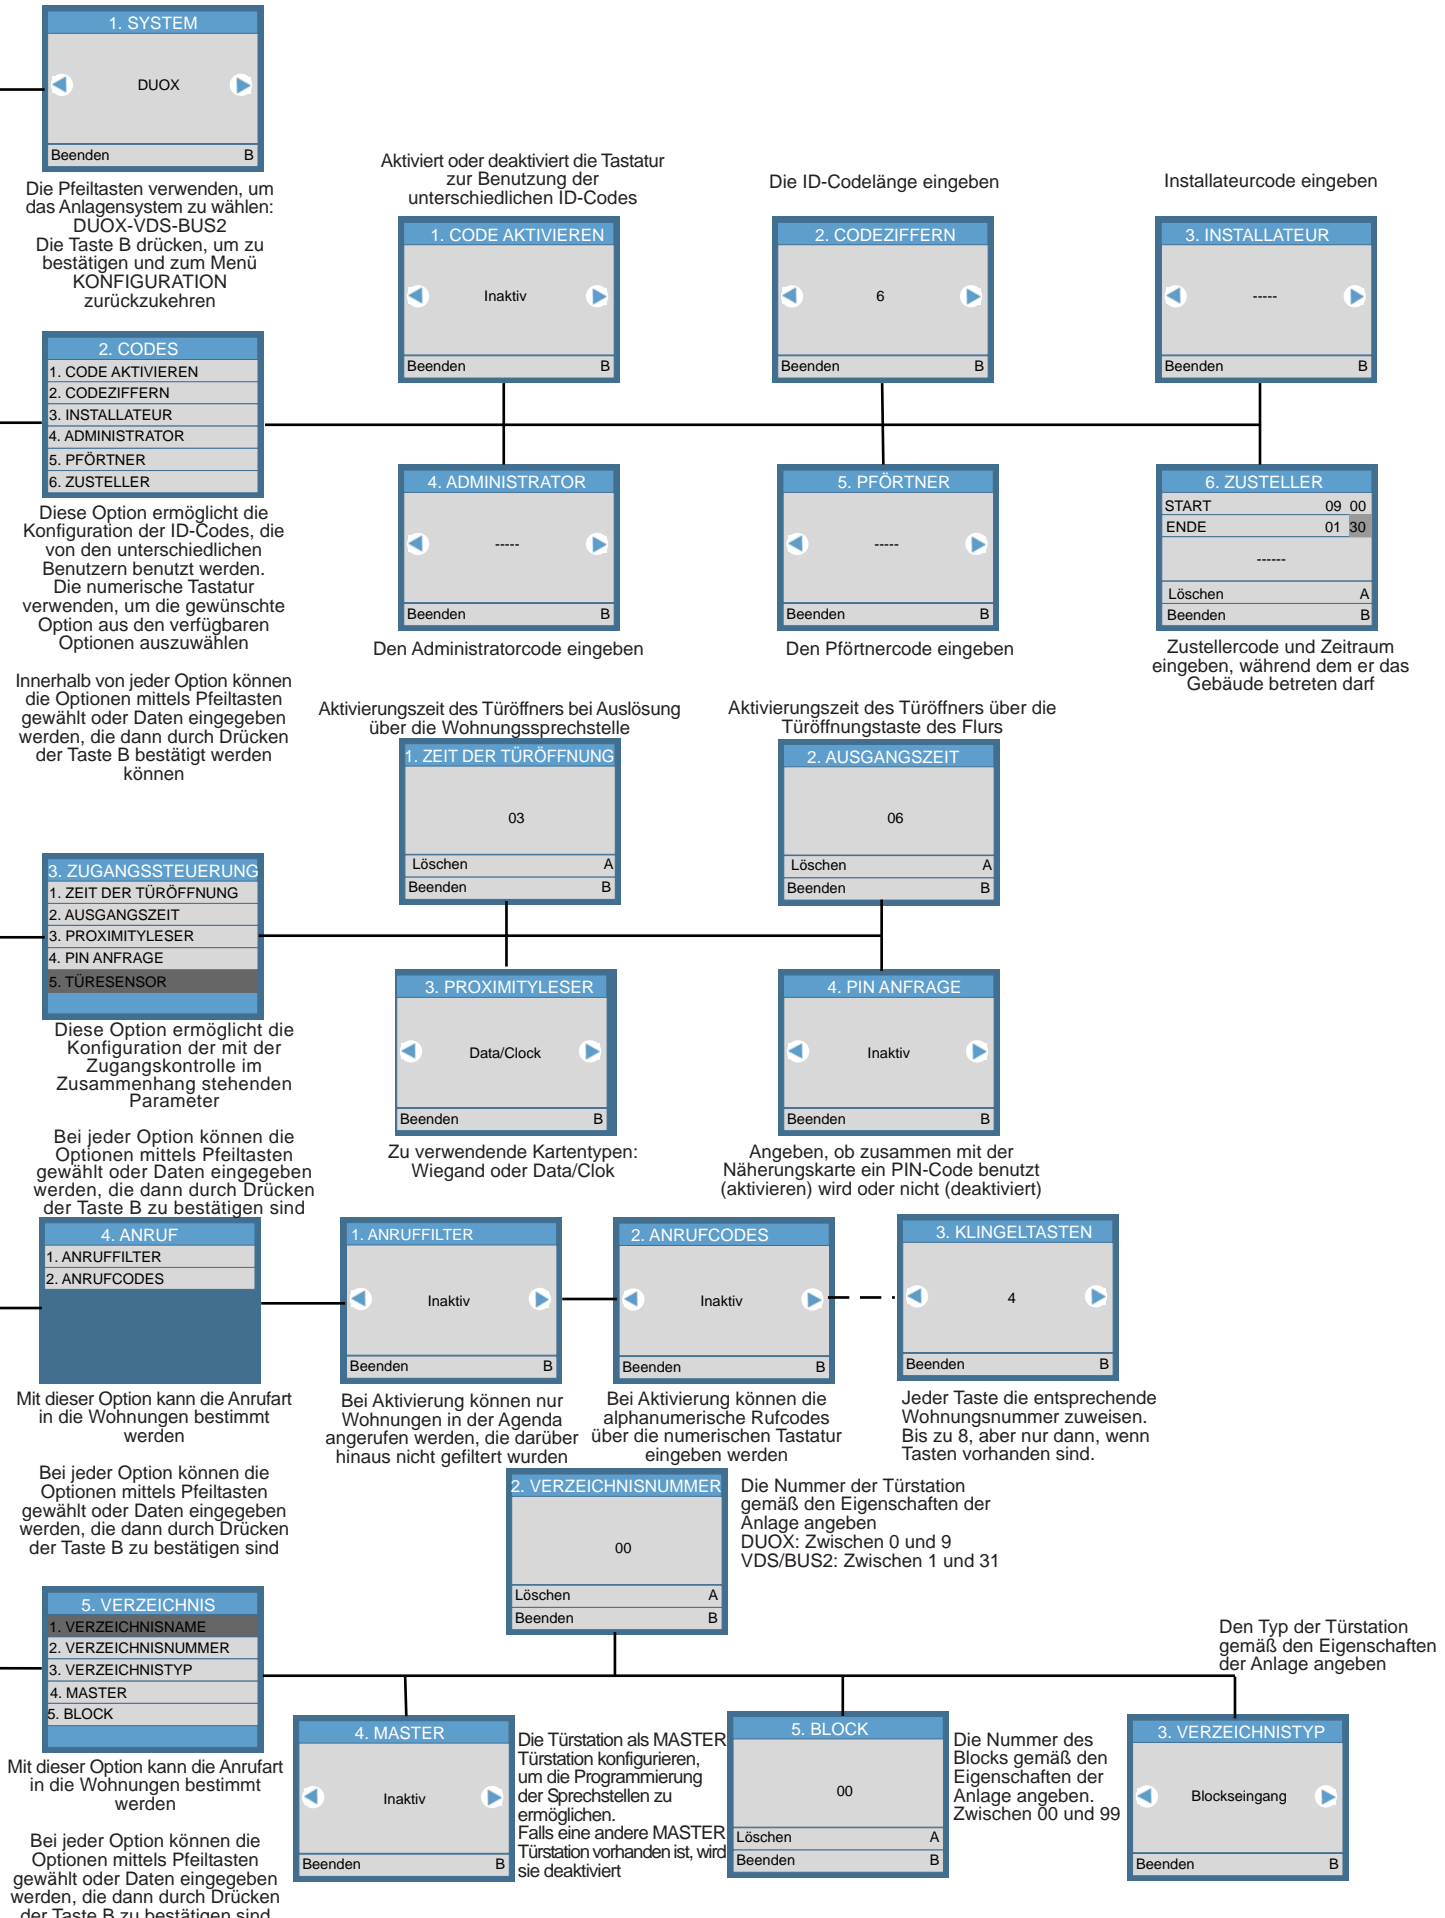 1. SYSTEM
DUOX
Beenden B
Die Pfeiltasten verwenden, um
das Anlagensystem zu wählen:
DUOX-VDS-BUS2
Die Taste B drücken, um zu
bestätigen und zum Menü
KONFIGURATION
zurückzukehren
Aktiviert oder deaktiviert die Tastatur
zur Benutzung der
unterschiedlichen ID-Codes
1. CODE AKTIVIEREN
Inaktiv
Beenden B
Die ID-Codelänge eingeben
2. CODEZIFFERN
6
Beenden B
Installateurcode eingeben
3. INSTALLATEUR
-----
Beenden B
2. CODES
1. CODE AKTIVIEREN
2. CODEZIFFERN
3. INSTALLATEUR
4. ADMINISTRATOR
5. PFÖRTNER
6. ZUSTELLER
Diese Option ermöglicht die
Konfiguration der ID-Codes, die
von den unterschiedlichen
Benutzern benutzt werden.
Die numerische Tastatur
verwenden, um die gewünschte
Option aus den verfügbaren
Optionen auszuwählen
Innerhalb von jeder Option können
die Optionen mittels Pfeiltasten
gewählt oder Daten eingegeben
werden, die dann durch Drücken
der Taste B bestätigt werden
können
4. ADMINISTRATOR
-----
Beenden B
Den Administratorcode eingeben
5. PFÖRTNER
-----
Beenden B
Den Pförtnercode eingeben
6. ZUSTELLER
START 09 00
ENDE 01 30
------
Löschen A
Beenden B
Zustellercode und Zeitraum
eingeben, während dem er das
Gebäude betreten darf
Aktivierungszeit des Türöffners bei Auslösung
über die Wohnungssprechstelle
1. ZEIT DER TÜRÖFFNUNG
03
Löschen A
Beenden B
Aktivierungszeit des Türöffners über die
Türöffnungstaste des Flurs
2. AUSGANGSZEIT
06
Löschen A
Beenden B
3. ZUGANGSSTEUERUNG
1. ZEIT DER TÜRÖFFNUNG
2. AUSGANGSZEIT
3. PROXIMITYLESER
4. PIN ANFRAGE
5. TÜRESENSOR
Diese Option ermöglicht die
Konfiguration der mit der
Zugangskontrolle im
Zusammenhang stehenden
Parameter
Bei jeder Option können die
Optionen mittels Pfeiltasten
gewählt oder Daten eingegeben
werden, die dann durch Drücken
der Taste B zu bestätigen sind
3. PROXIMITYLESER
Data/Clock
Beenden B
Zu verwendende Kartentypen:
Wiegand oder Data/Clok
4. PIN ANFRAGE
Inaktiv
Beenden B
Angeben, ob zusammen mit der
Näherungskarte ein PIN-Code benutzt
(aktivieren) wird oder nicht (deaktiviert)
4. ANRUF
1. ANRUFFILTER
2. ANRUFCODES
Mit dieser Option kann die Anrufart
in die Wohnungen bestimmt
werden
Bei jeder Option können die
Optionen mittels Pfeiltasten
gewählt oder Daten eingegeben
werden, die dann durch Drücken
der Taste B zu bestätigen sind
1. ANRUFFILTER
Inaktiv
Beenden B
Bei Aktivierung können nur
Wohnungen in der Agenda
angerufen werden, die darüber
hinaus nicht gefiltert wurden
2. ANRUFCODES
Inaktiv
Beenden B
Bei Aktivierung können die
alphanumerische Rufcodes
über die numerischen Tastatur
eingeben werden
3. KLINGELTASTEN
4
Beenden B
Jeder Taste die entsprechende
Wohnungsnummer zuweisen.
Bis zu 8, aber nur dann, wenn
Tasten vorhanden sind.
2. VERZEICHNISNUMMER
00
Löschen A
Beenden B
Die Nummer der Türstation
gemäß den Eigenschaften der
Anlage angeben
DUOX: Zwischen 0 und 9
VDS/BUS2: Zwischen 1 und 31
5. VERZEICHNIS
1. VERZEICHNISNAME
2. VERZEICHNISNUMMER
3. VERZEICHNISTYP
4. MASTER
5. BLOCK
Mit dieser Option kann die Anrufart
in die Wohnungen bestimmt
werden
Bei jeder Option können die
Optionen mittels Pfeiltasten
gewählt oder Daten eingegeben
werden, die dann durch Drücken
der Taste B zu bestätigen sind
4. MASTER
Inaktiv
Beenden B
Die Türstation als MASTER
Türstation konfigurieren,
um die Programmierung
der Sprechstellen zu
ermöglichen.
Falls eine andere MASTER
Türstation vorhanden ist, wird
sie deaktiviert
5. BLOCK
00
Löschen A
Beenden B
Die Nummer des
Blocks gemäß den
Eigenschaften der
Anlage angeben.
Zwischen 00 und 99
Den Typ der Türstation
gemäß den Eigenschaften
der Anlage angeben
3. VERZEICHNISTYP
Blockseingang
Beenden B